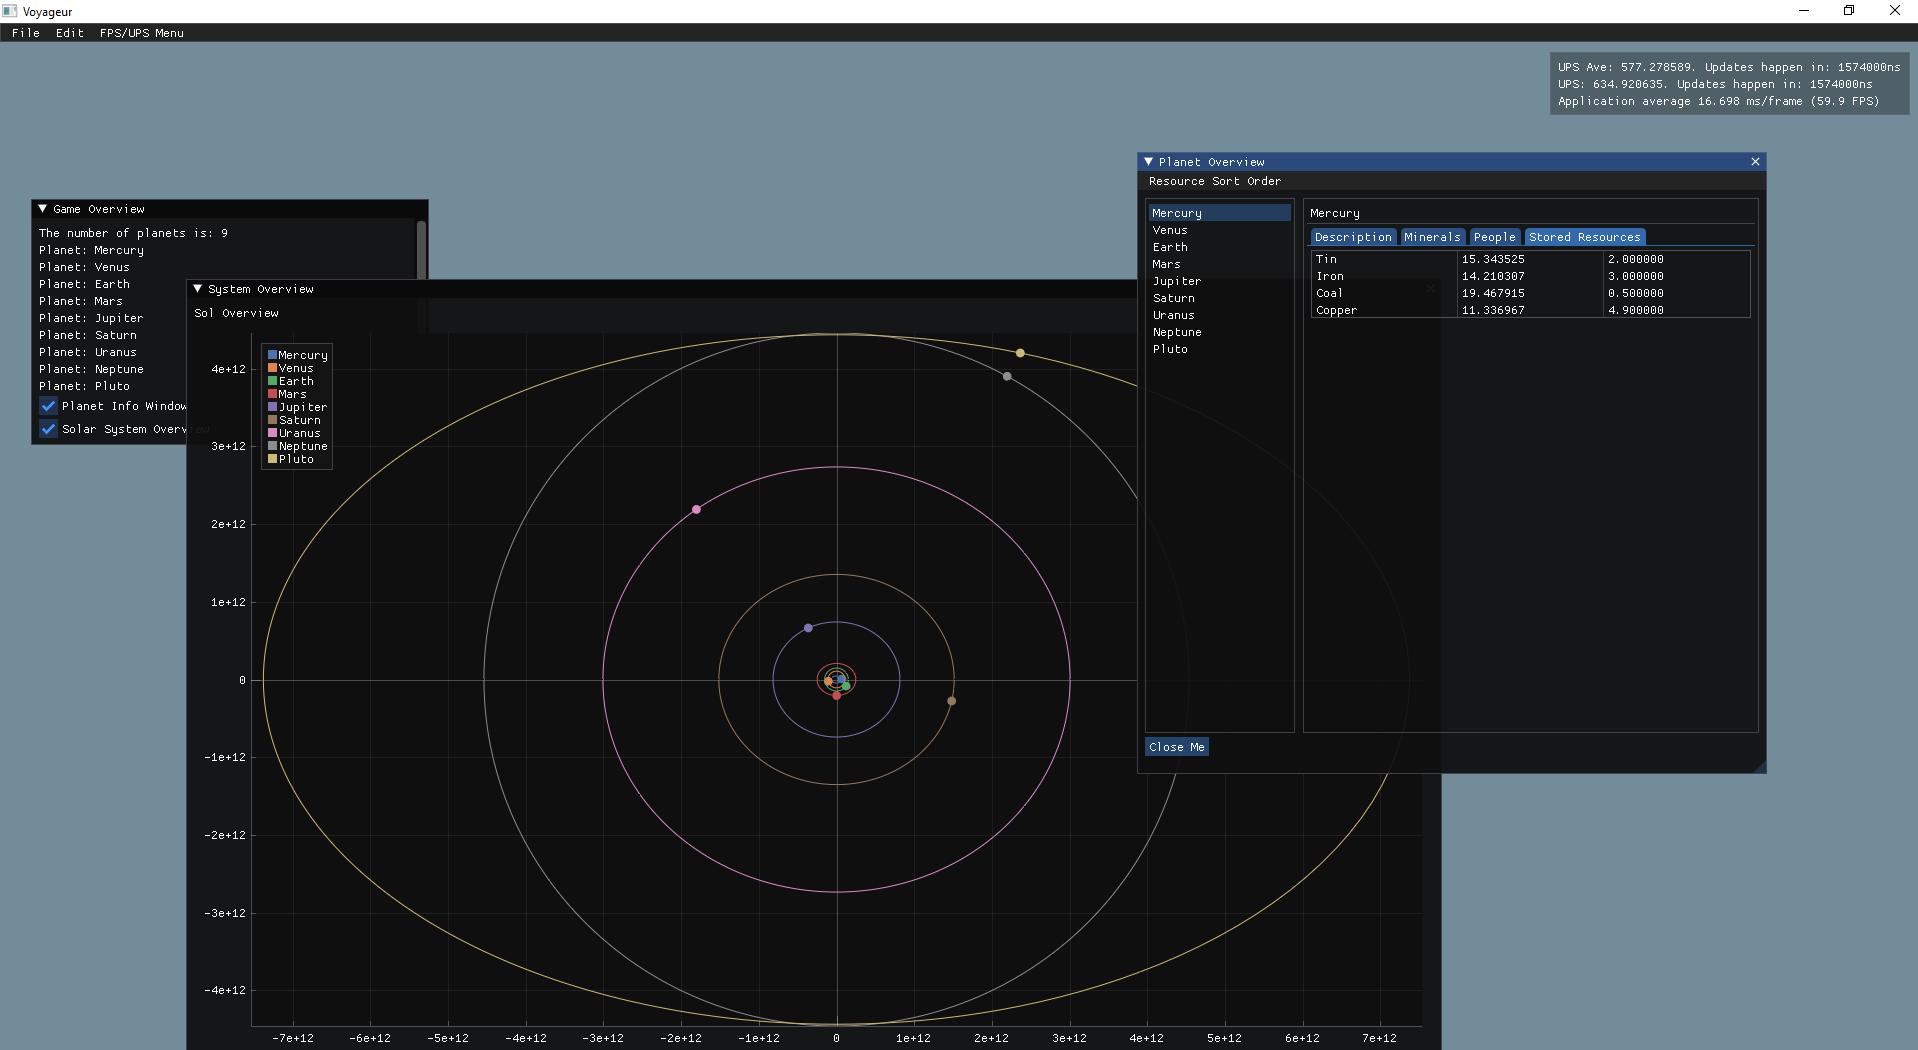 Voyageur
File Edit FPS/UPS Menu
UPS Ave: 577.278589. Updates happen in: 1574000ns
UPS: 634.920635. Updates happen in: 1574000ns
Application average 16.698 ms/frame (59.9 FPS)
Game Overview
The number of planets is: 9
Planet: Mercury
Planet: Venus
Planet: Earth
Planet: Mars
Planet: Jupiter
Planet: Saturn
Planet: Uranus
Planet: Neptune
Planet: Pluto
Planet Info Window
Solar System Overview
System Overview
Sol Overview
Mercury
Venus
Earth
Mars
Jupiter
Saturn
Uranus
Neptune
Pluto
4e+12
3e+12
2e+12
1e+12
0
-1e+12
-2e+12
-3e+12
-4e+12
-7e+12 -6e+12 -5e+12 -4e+12 -3e+12 -2e+12 -1e+12 0 1e+12 2e+12 3e+12 4e+12 5e+12 6e+12 7e+12
Planet Overview
Resource Sort Order
Mercury
Venus
Earth
Mars
Jupiter
Saturn
Uranus
Neptune
Pluto
Mercury
Description Minerals People Stored Resources
Tin 15.343525 2.000000
Iron 14.210307 3.000000
Coal 19.467915 0.500000
Copper 11.336967 4.900000
Close Me